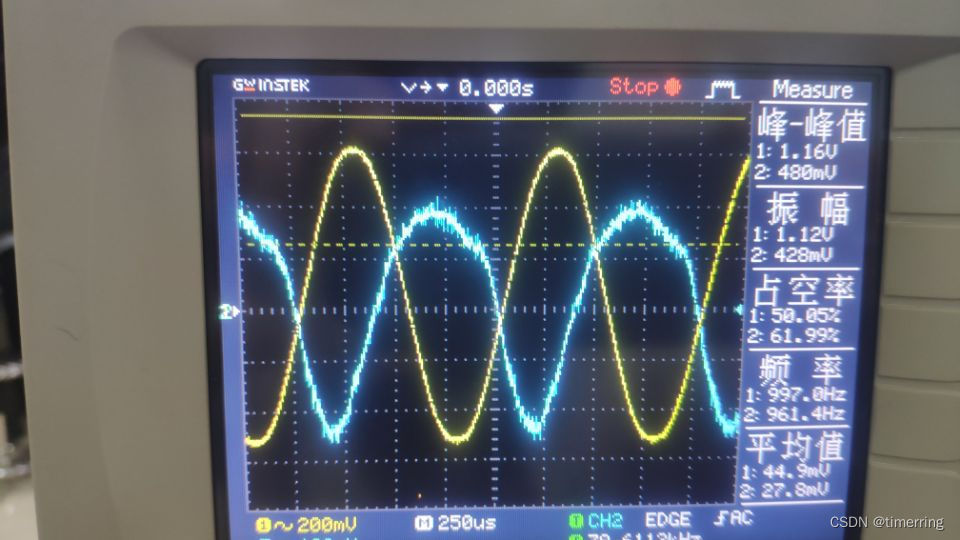 GWINSTEK 0.000s Stop Measure
峰-峰值
1: 1.16V
2: 480mV
振 幅
1: 1.12V
2: 428mV
占空率
1: 50.05%
2: 61.99%
频 率
1: 997.0Hz
2: 961.4Hz
平均值
1: 44.9mV
2: 27.8mV
2
1 200mV M 250us T CH2 EDGE AC
CSDN @timerring